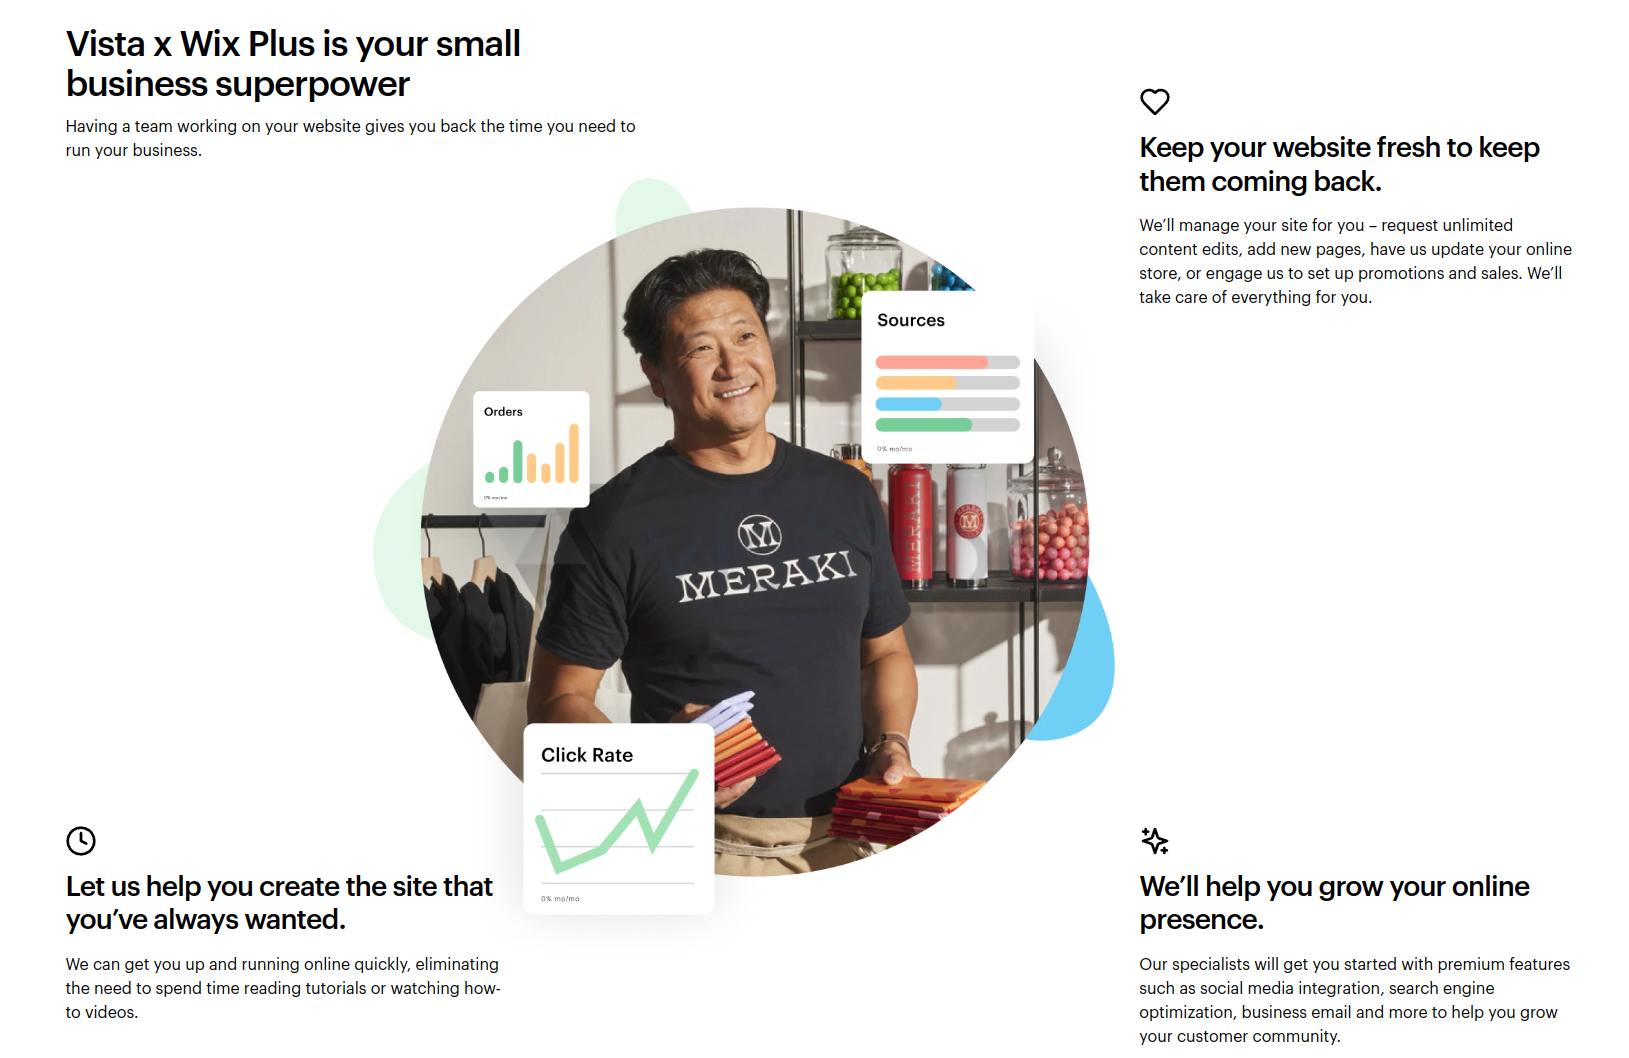 Vista x Wix Plus is your small
business superpower
Having a team working on your website gives you back the time you need to
run your business.
Keep your website fresh to keep
them coming back.
We’ll manage your site for you – request unlimited
content edits, add new pages, have us update your online
store, or engage us to set up promotions and sales. We’ll
take care of everything for you.
Sources
0% mo/mo
Orders
0% mo/mo
M
MERAKI
MERAKI
M
Click Rate
0% mo/mo
Let us help you create the site that
you’ve always wanted.
We can get you up and running online quickly, eliminating
the need to spend time reading tutorials or watching how-
to videos.
We’ll help you grow your online
presence.
Our specialists will get you started with premium features
such as social media integration, search engine
optimization, business email and more to help you grow
your customer community.